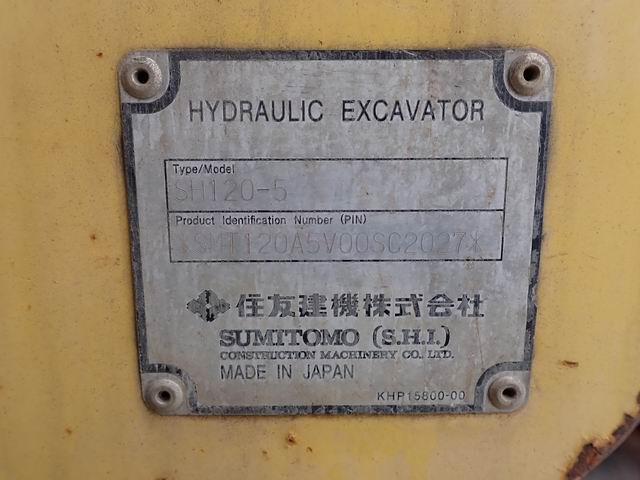 HYDRAULIC EXCAVATOR
Type/Model
SH120-5
Product Identification Number (PIN)
住友建機株式会社
SUMITOMO (S.H.I.)
CONSTRUCTION MACHINERY CO., LTD.
MADE IN JAPAN
KHP15800-00